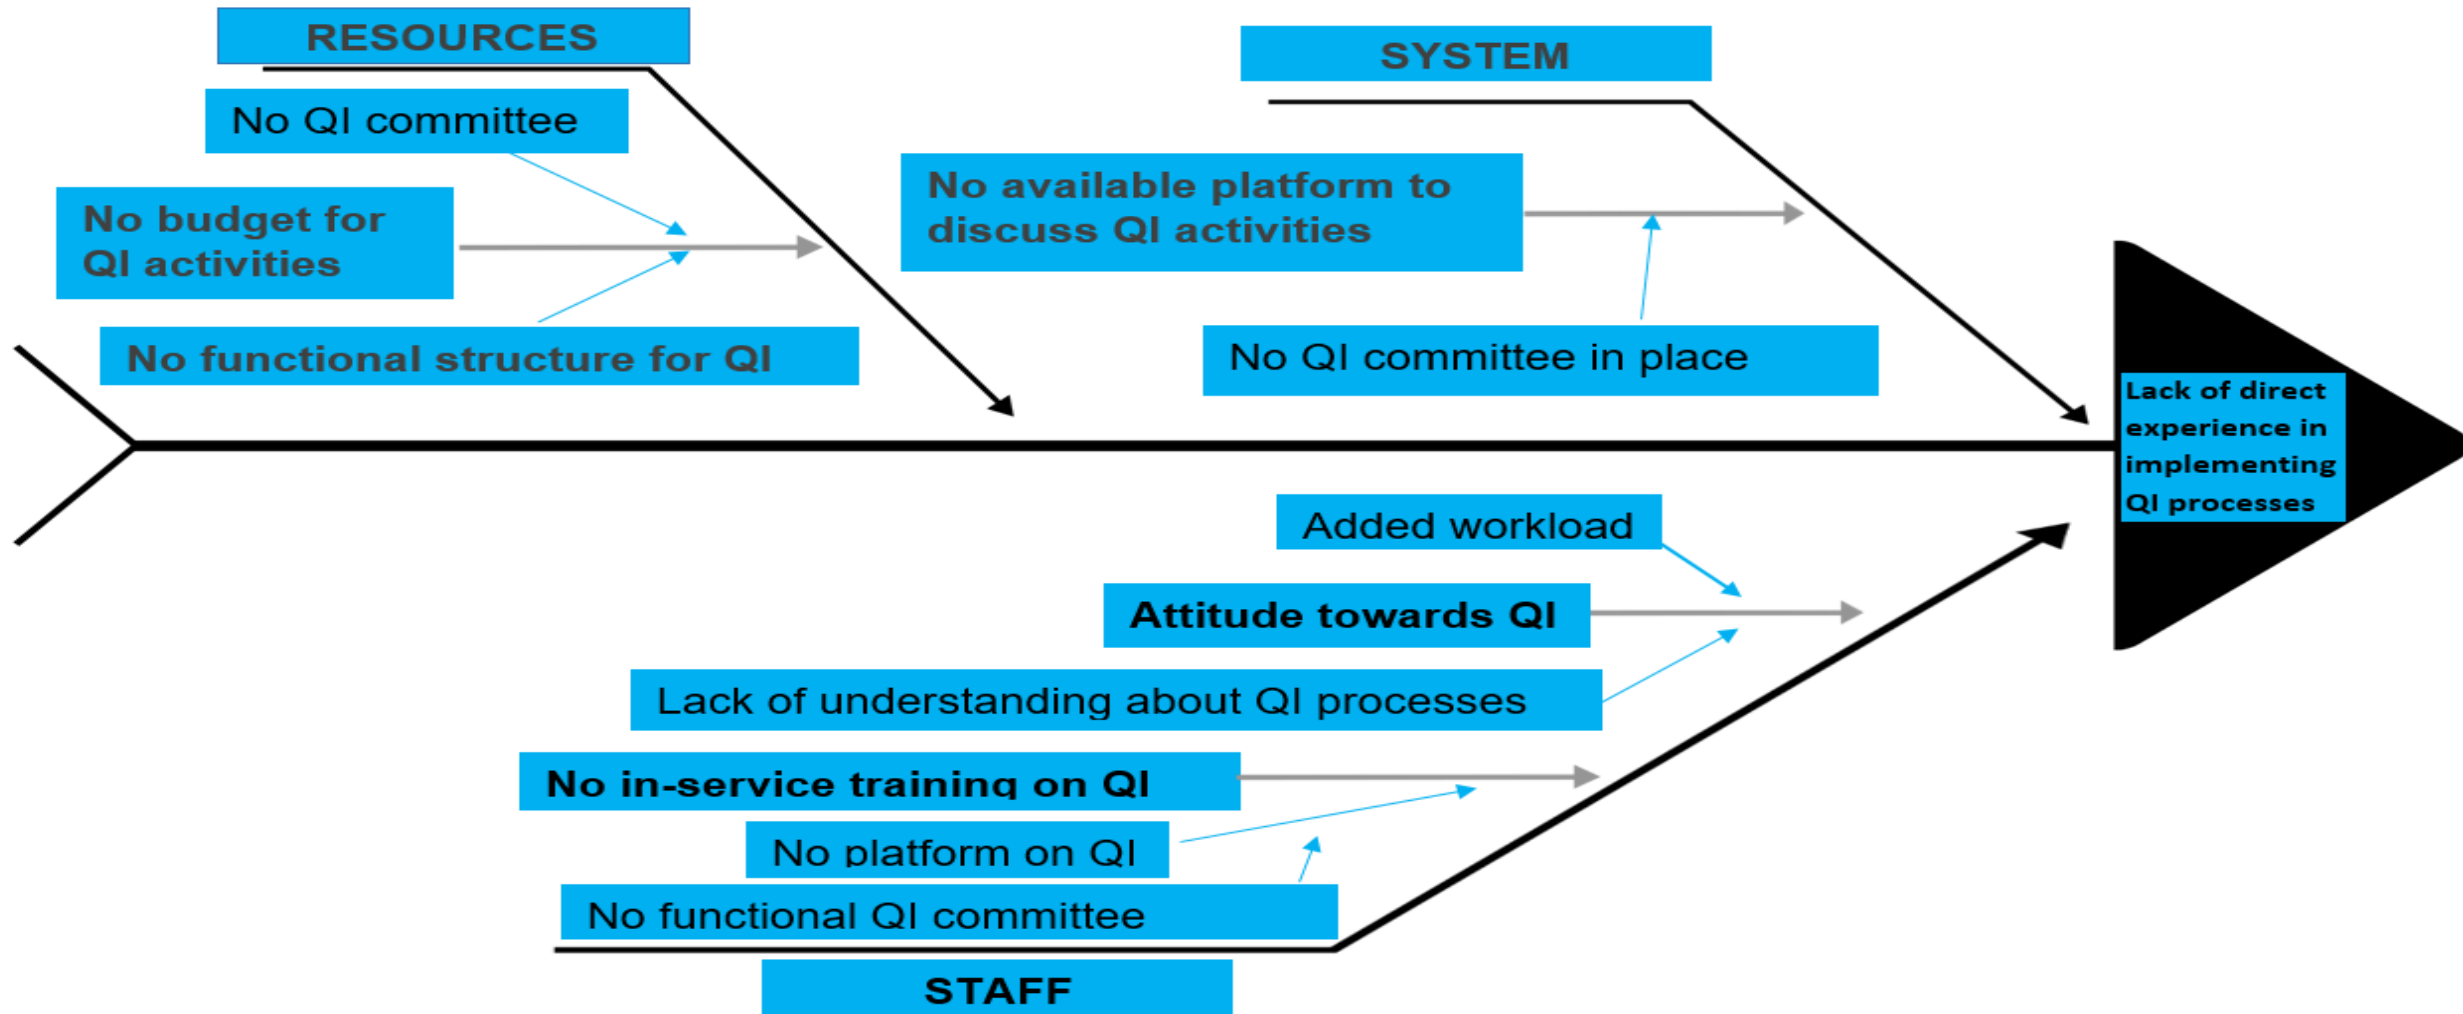 RESOURCES
SYSTEM
No QI committee
No budget for
QI activities
No functional structure for QI
No available platform to
discuss QI activities
No QI committee in place
Lack of direct
experience in
implementing
QI processes
Added workload
Attitude towards QI
Lack of understanding about QI processes
No in-service training on QI
No platform on QI
No functional QI committee
STAFF